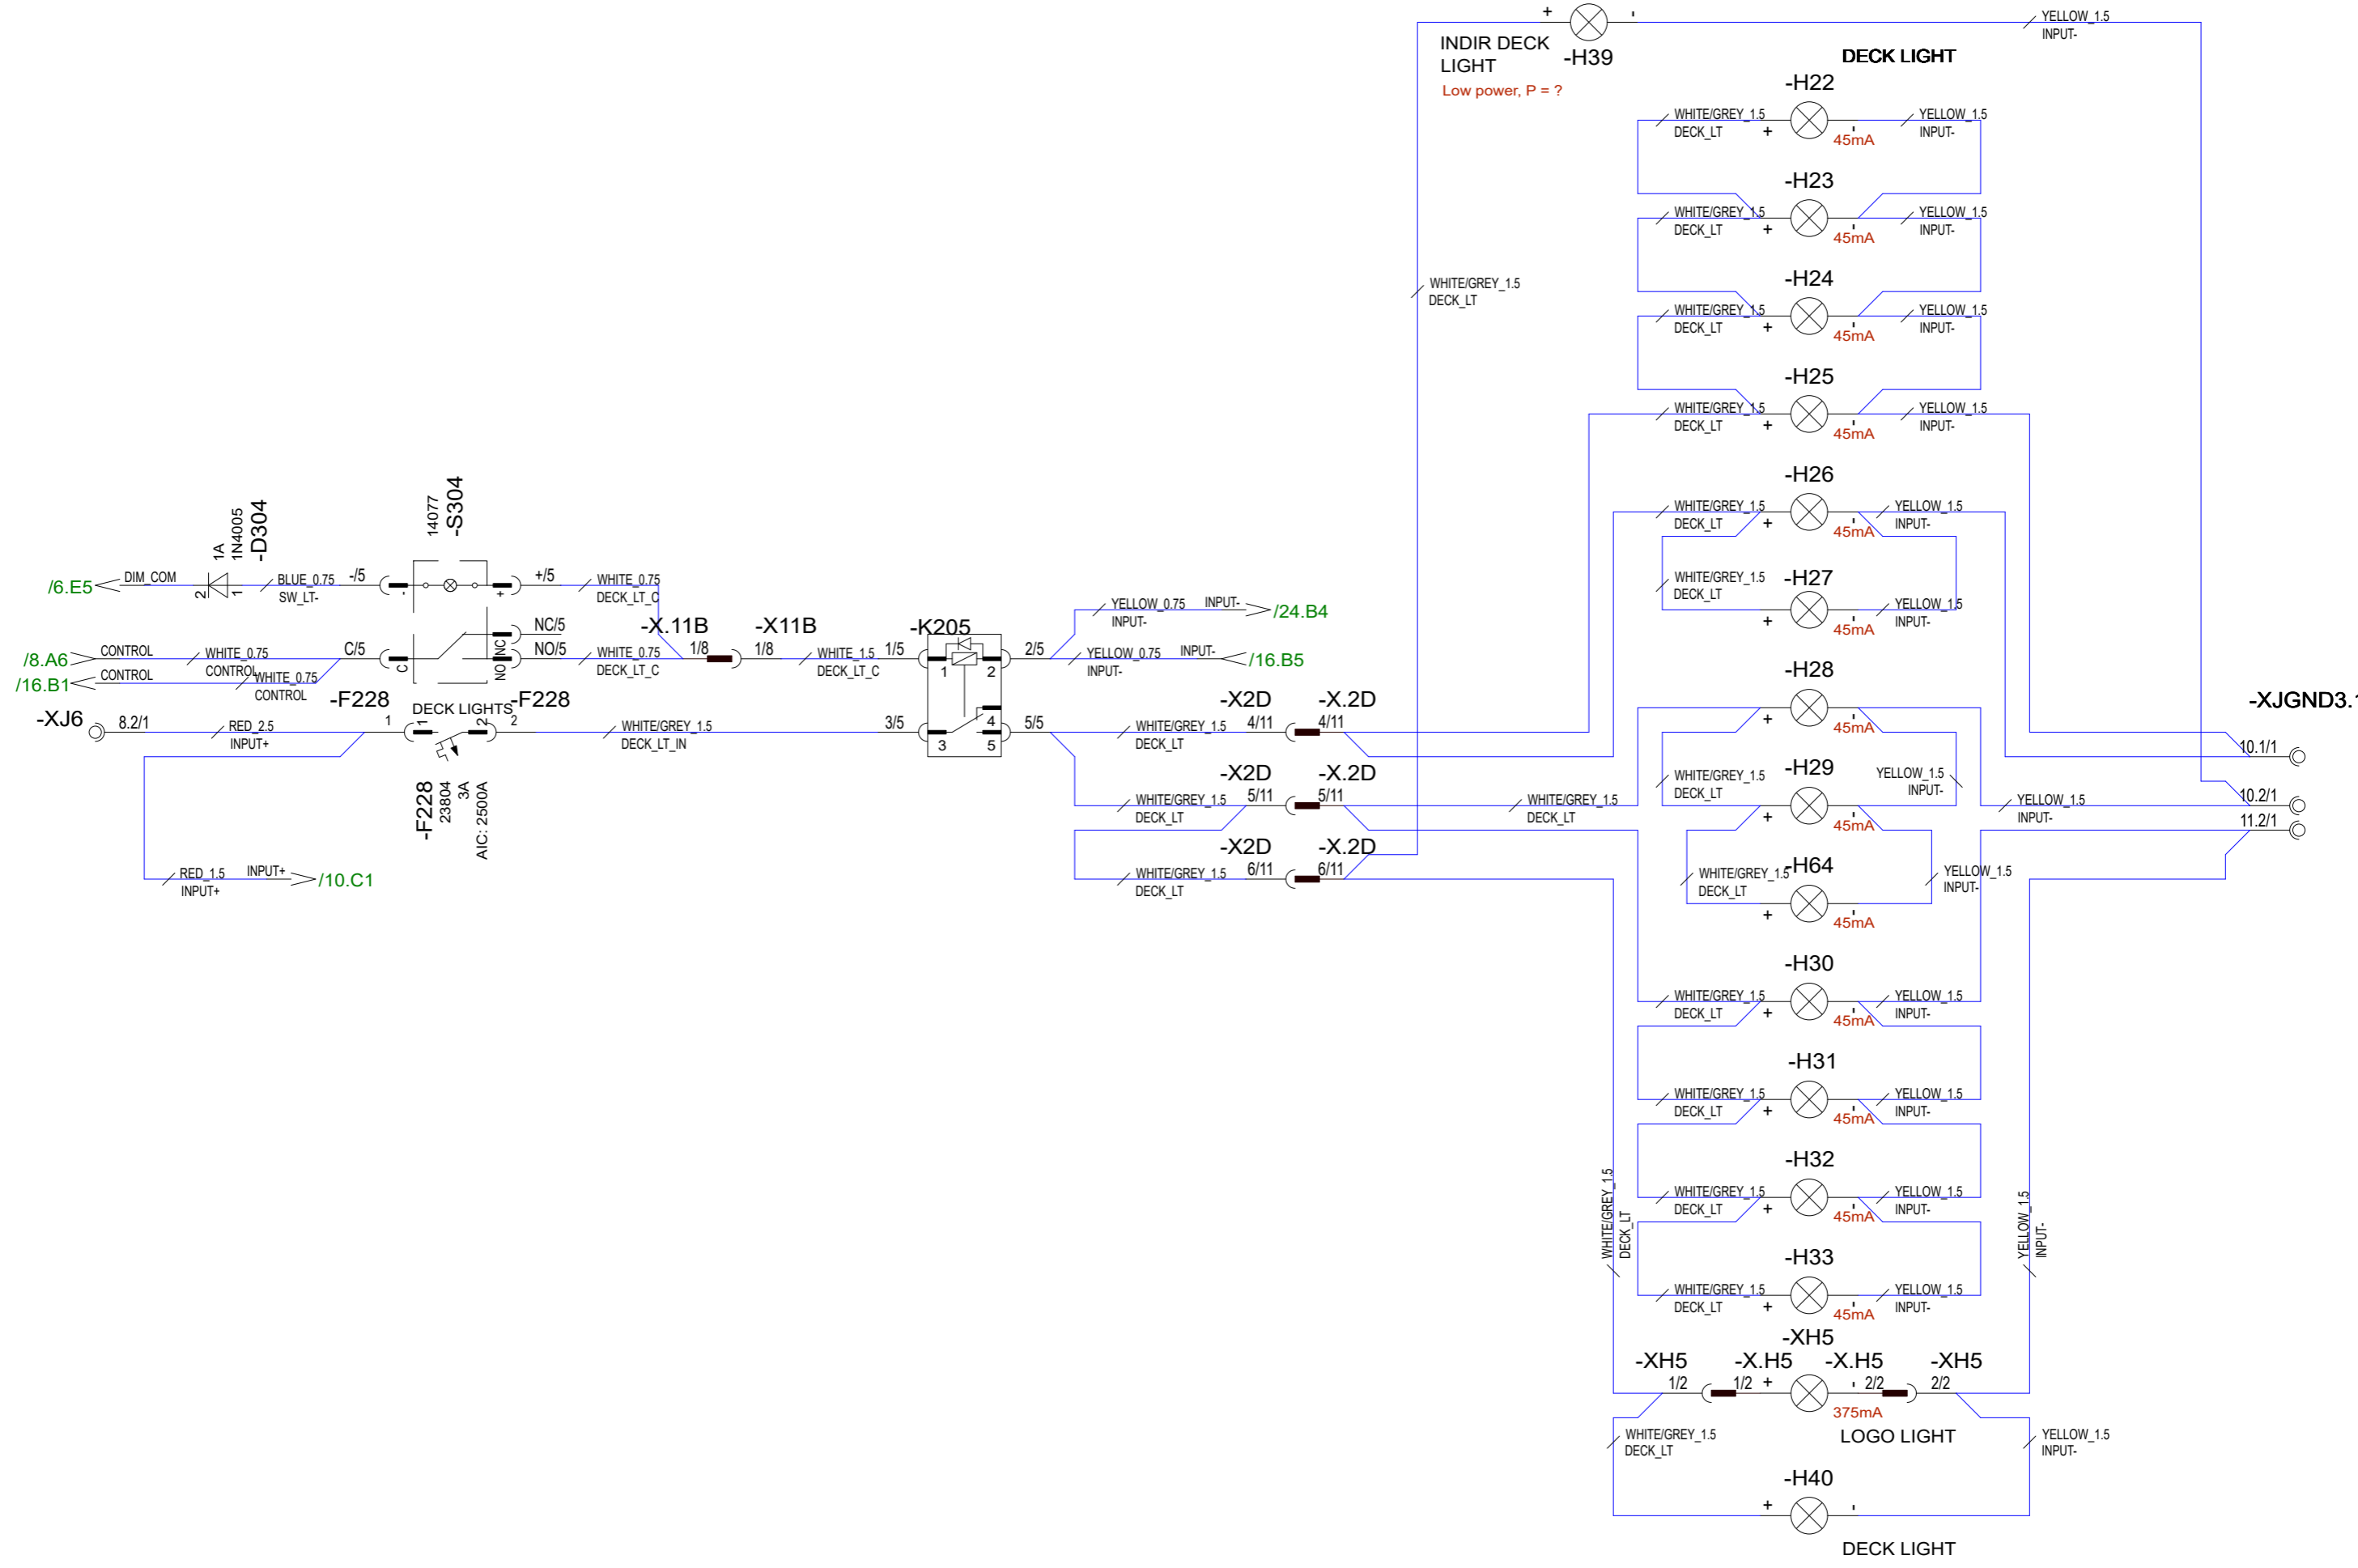 +
-
YELLOW_1.5
INPUT-
INDIR DECK
LIGHT
-H39
Low power, P = ?
DECK LIGHT
-H22
WHITE/GREY_1.5
DECK_LT
+
-
45mA
YELLOW_1.5
INPUT-
-H23
WHITE/GREY_1.5
DECK_LT
+
-
45mA
YELLOW_1.5
INPUT-
WHITE/GREY_1.5
DECK_LT
-H24
WHITE/GREY_1.5
DECK_LT
+
-
45mA
YELLOW_1.5
INPUT-
-H25
WHITE/GREY_1.5
DECK_LT
+
-
45mA
YELLOW_1.5
INPUT-
-H26
WHITE/GREY_1.5
DECK_LT
+
-
45mA
YELLOW_1.5
INPUT-
-H27
WHITE/GREY_1.5
DECK_LT
+
-
45mA
YELLOW_1.5
INPUT-
/6.E5
DIM_COM
2
1
1A
1N4005
-D304
BLUE_0.75
SW_LT-
-/5
14077
-S304
-
+
+/5
WHITE_0.75
DECK_LT_C
/8.A6
CONTROL
WHITE_0.75
CONTROL
/16.B1
CONTROL
WHITE_0.75
CONTROL
C/5
C
NC
NO
NC/5
NO/5
WHITE_0.75
DECK_LT_C
-X.11B
1/8
-X11B
1/8
WHITE_1.5
DECK_LT_C
1/5
-K205
1
2
3
4
5
2/5
YELLOW_0.75
INPUT-
INPUT-
/24.B4
YELLOW_0.75
INPUT-
INPUT-
/16.B5
-XJ6
8.2/1
RED_2.5
INPUT+
-F228
1
DECK LIGHTS
1
2
-F228
2
-F228
23804
3A
AIC: 2500A
WHITE/GREY_1.5
DECK_LT_IN
3/5
5/5
RED_1.5
INPUT+
INPUT+
/10.C1
WHITE/GREY_1.5
DECK_LT
-X2D
4/11
-X.2D
4/11
WHITE/GREY_1.5
DECK_LT
-X2D
5/11
-X.2D
5/11
WHITE/GREY_1.5
DECK_LT
WHITE/GREY_1.5
DECK_LT
-X2D
6/11
-X.2D
6/11
-H28
+
-
45mA
-XJGND3.1
10.1/1
10.2/1
11.2/1
-H29
WHITE/GREY_1.5
DECK_LT
+
-
45mA
YELLOW_1.5
INPUT-
YELLOW_1.5
INPUT-
-H64
WHITE/GREY_1.5
DECK_LT
+
-
45mA
YELLOW_1.5
INPUT-
-H30
WHITE/GREY_1.5
DECK_LT
+
-
45mA
YELLOW_1.5
INPUT-
-H31
WHITE/GREY_1.5
DECK_LT
+
-
45mA
YELLOW_1.5
INPUT-
-H32
WHITE/GREY_1.5
DECK_LT
+
-
45mA
YELLOW_1.5
INPUT-
WHITE/GREY_1.5
DECK_LT
YELLOW_1.5
INPUT-
-H33
WHITE/GREY_1.5
DECK_LT
+
-
45mA
YELLOW_1.5
INPUT-
-XH5
-XH5
1/2
-X.H5
1/2
+
-
-X.H5
2/2
-XH5
2/2
375mA
LOGO LIGHT
WHITE/GREY_1.5
DECK_LT
YELLOW_1.5
INPUT-
-H40
+
-
DECK LIGHT